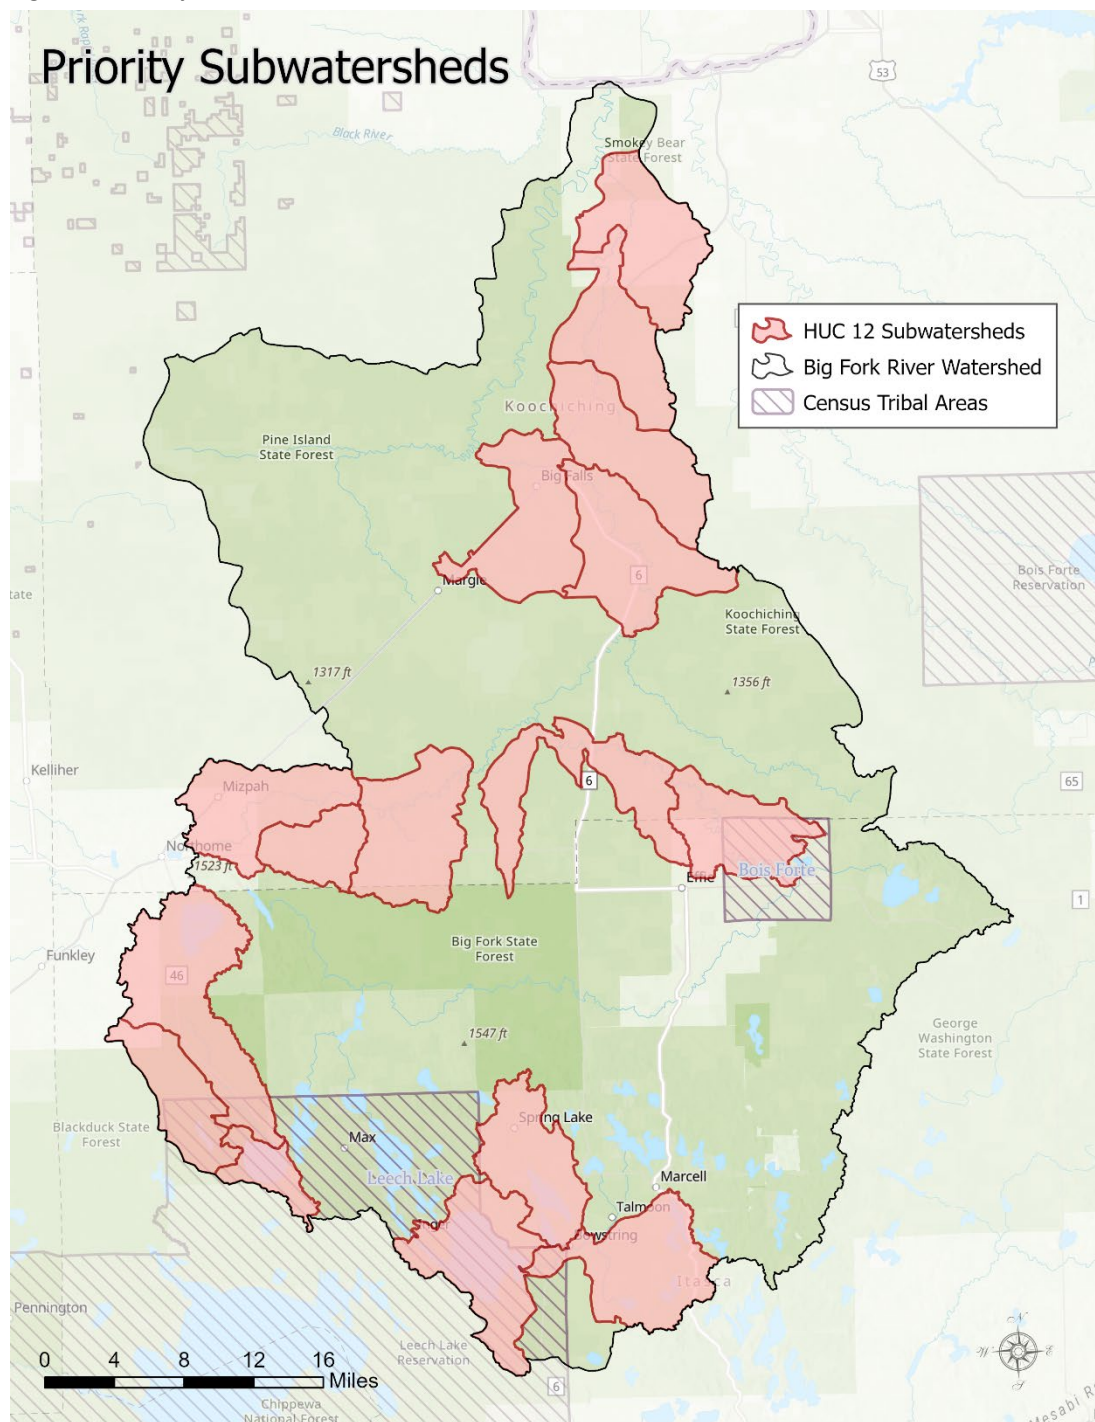 Priority Subwatersheds
53
Black River
Smokey Bear
State Forest
HUC 12 Subwatersheds
Big Fork River Watershed
Census Tribal Areas
Koochiching
Pine Island
State Forest
Big Falls
6
Margie
Bois Forte
Reservation
Koochiching
State Forest
1317 ft
1356 ft
Kelliher
Mizpah
6
65
Northome
1523 ft
Bois Forte
Effie
1
Funkley
46
Big Fork State
Forest
1547 ft
George
Washington
State Forest
Blackduck State
Forest
Spring Lake
Max
Leech Lake
Marcell
Talmoon
Bowstring
Itasca
Pennington
Leech Lake
Reservation
N
W
E
S
0
4
8
12
16
Miles
6
Chippewa
National Forest